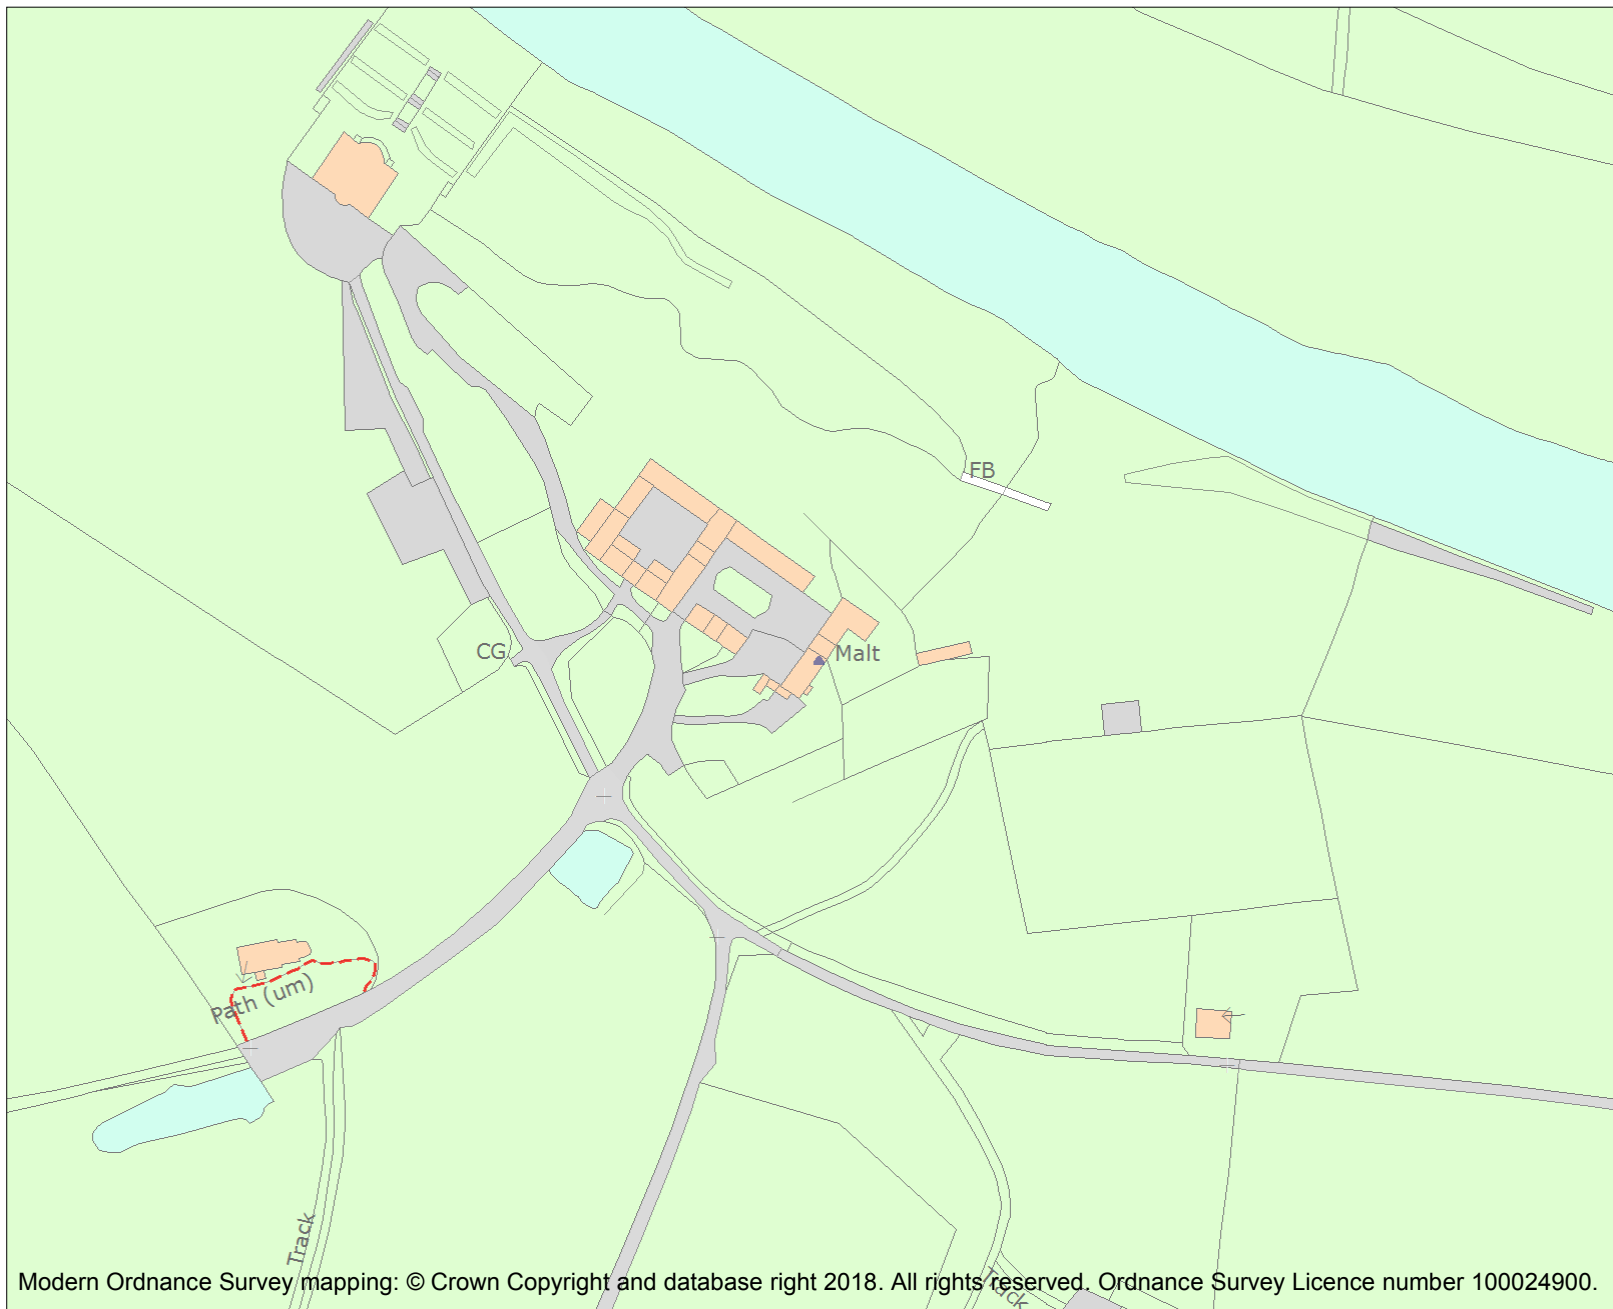 FB
CG
Malt
Path (um)
Track
Track
Modern Ordnance Survey mapping: © Crown Copyright and database right 2018. All rights reserved. Ordnance Survey Licence number 100024900.